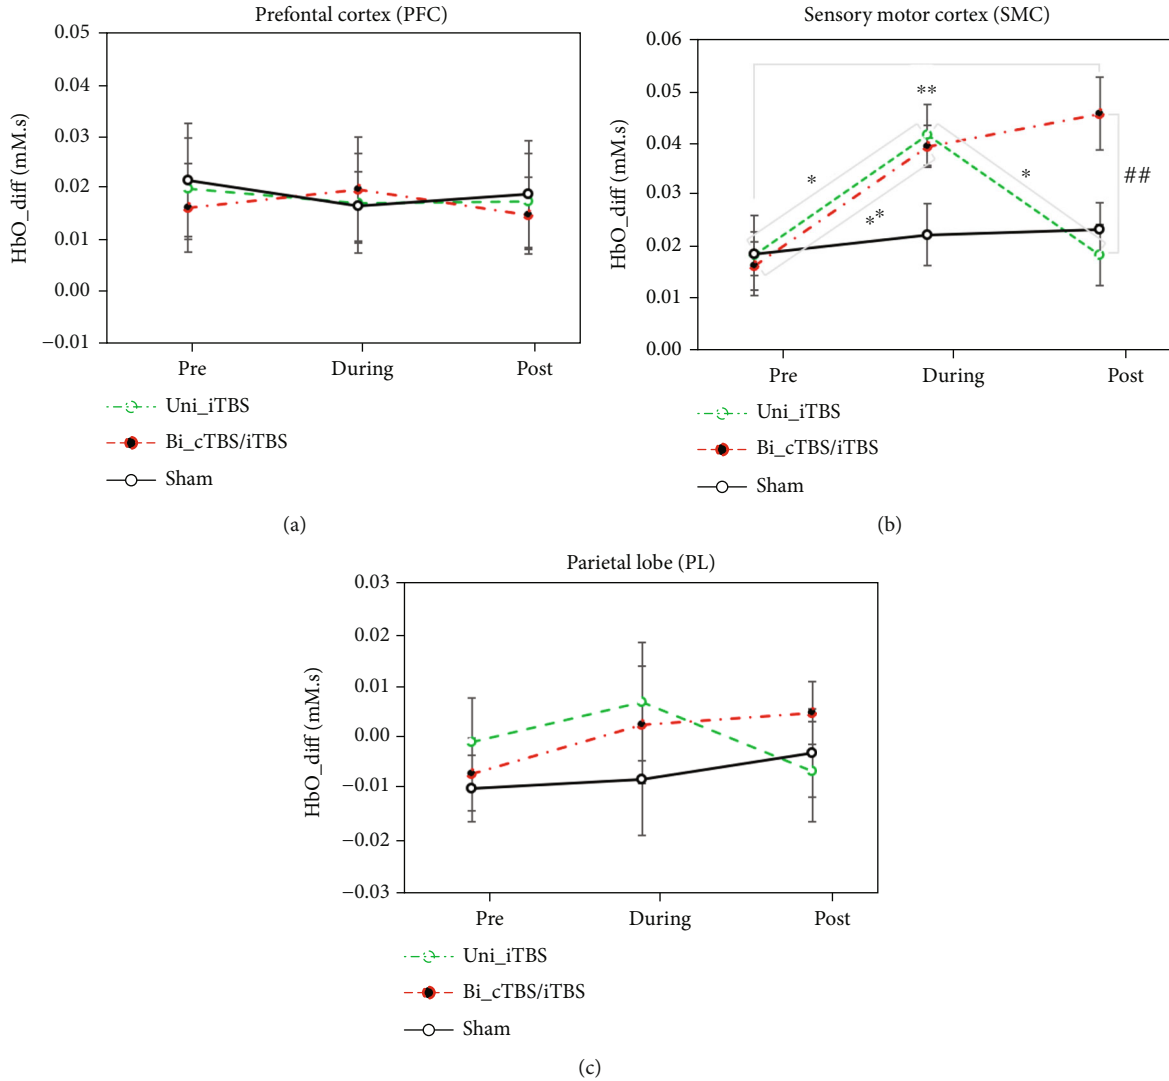 Prefontal cortex (PFC)
0.05
0.04
0.03
0.02
0.01
0.00
−0.01
HbO_diff (mM.s)
Pre During Post
Uni_iTBS
Bi_cTBS/iTBS
Sham
(a)
Sensory motor cortex (SMC)
0.06
0.05
0.04
0.03
0.02
0.01
0.00
HbO_diff (mM.s)
**
*
*
**
##
Pre During Post
Uni_iTBS
Bi_cTBS/iTBS
Sham
(b)
Parietal lobe (PL)
0.03
0.02
0.01
0.00
−0.01
−0.02
−0.03
HbO_diff (mM.s)
Pre During Post
Uni_iTBS
Bi_cTBS/iTBS
Sham
(c)